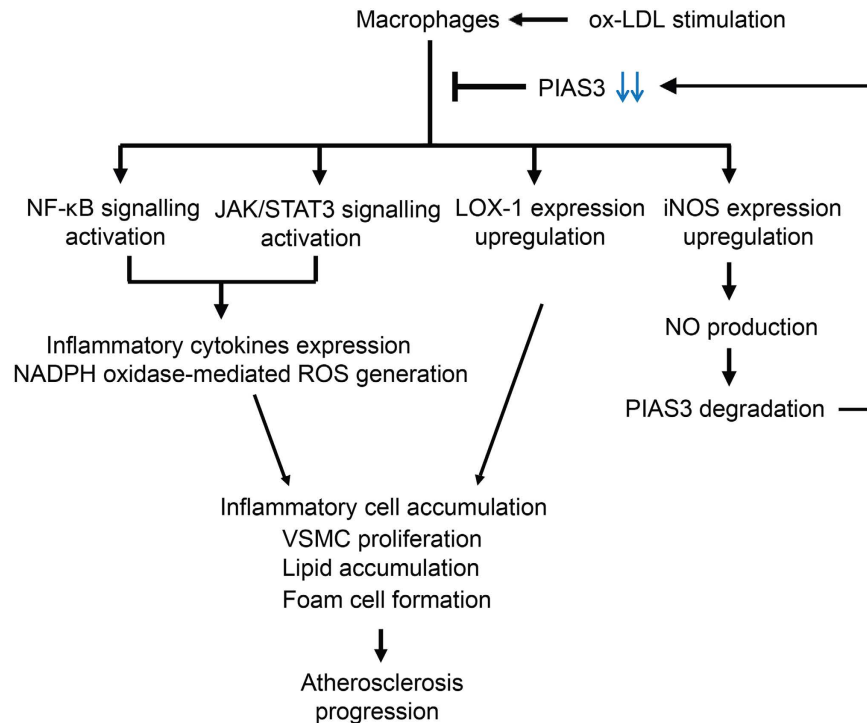 Macrophages
ox-LDL stimulation
PIAS3
NF-κB signalling
activation
JAK/STAT3 signalling
activation
LOX-1 expression
upregulation
iNOS expression
upregulation
Inflammatory cytokines expression
NADPH oxidase-mediated ROS generation
NO production
PIAS3 degradation
Inflammatory cell accumulation
VSMC proliferation
Lipid accumulation
Foam cell formation
Atherosclerosis
progression